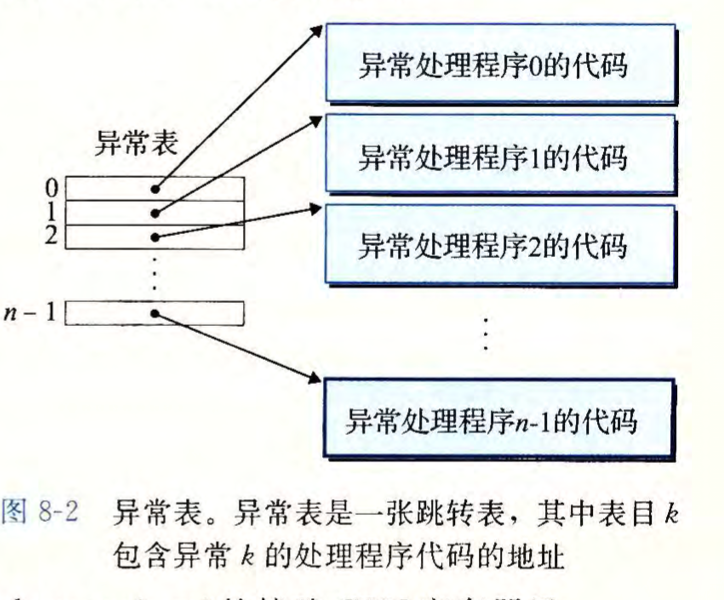 异常处理程序0的代码
异常表
异常处理程序1的代码
0
1
2
异常处理程序2的代码
n – 1
异常处理程序n-1的代码
图 8-2 异常表。异常表是一张跳转表，其中表目 k
包含异常 k 的处理程序代码的地址